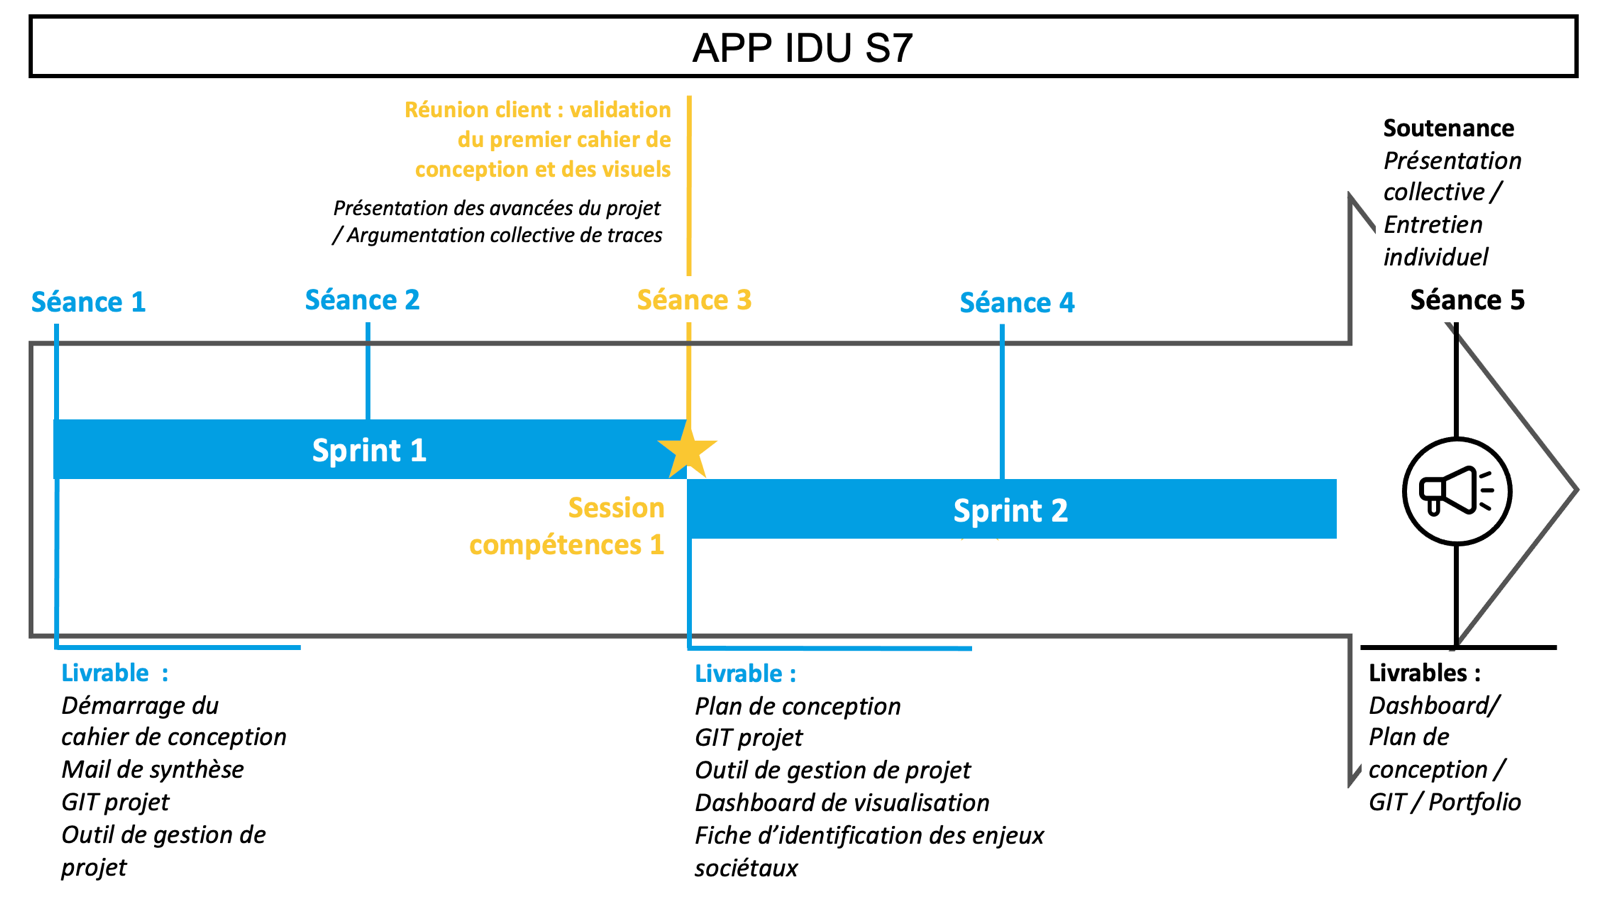 APP IDU S7
Réunion client : validation
du premier cahier de
conception et des visuels
Présentation des avancées du projet
/ Argumentation collective de traces
Soutenance
Présentation
collective /
Entretien
individuel
Séance 1
Séance 2
Séance 3
Séance 4
Séance 5
Sprint 1
Session
compétences 1
Sprint 2
Livrable  :
Démarrage du
cahier de conception
Mail de synthèse
GIT projet
Outil de gestion de
projet
Livrable :
Plan de conception
GIT projet
Outil de gestion de projet
Dashboard de visualisation
Fiche d’identification des enjeux
sociétaux
Livrables :
Dashboard/
Plan de
conception /
GIT / Portfolio